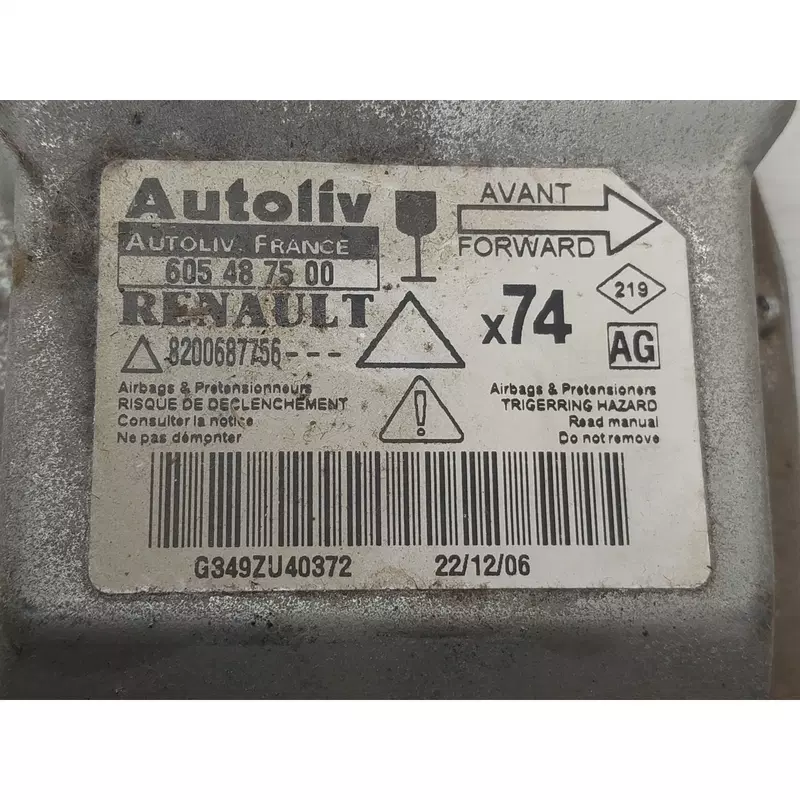 Autoliv
AUTOLIV. FRANCE
605 48 75 00
RENAULT
8200687756---
AVANT
FORWARD
x74
219
AG
Airbags & Pretensionneurs
RISQUE DE DECLENCHEMENT
Consulter la notice
Ne pas démonter
Airbags & Pretensioners
TRIGERRING HAZARD
Read manual
Do not remove
G349ZU40372 22/12/06